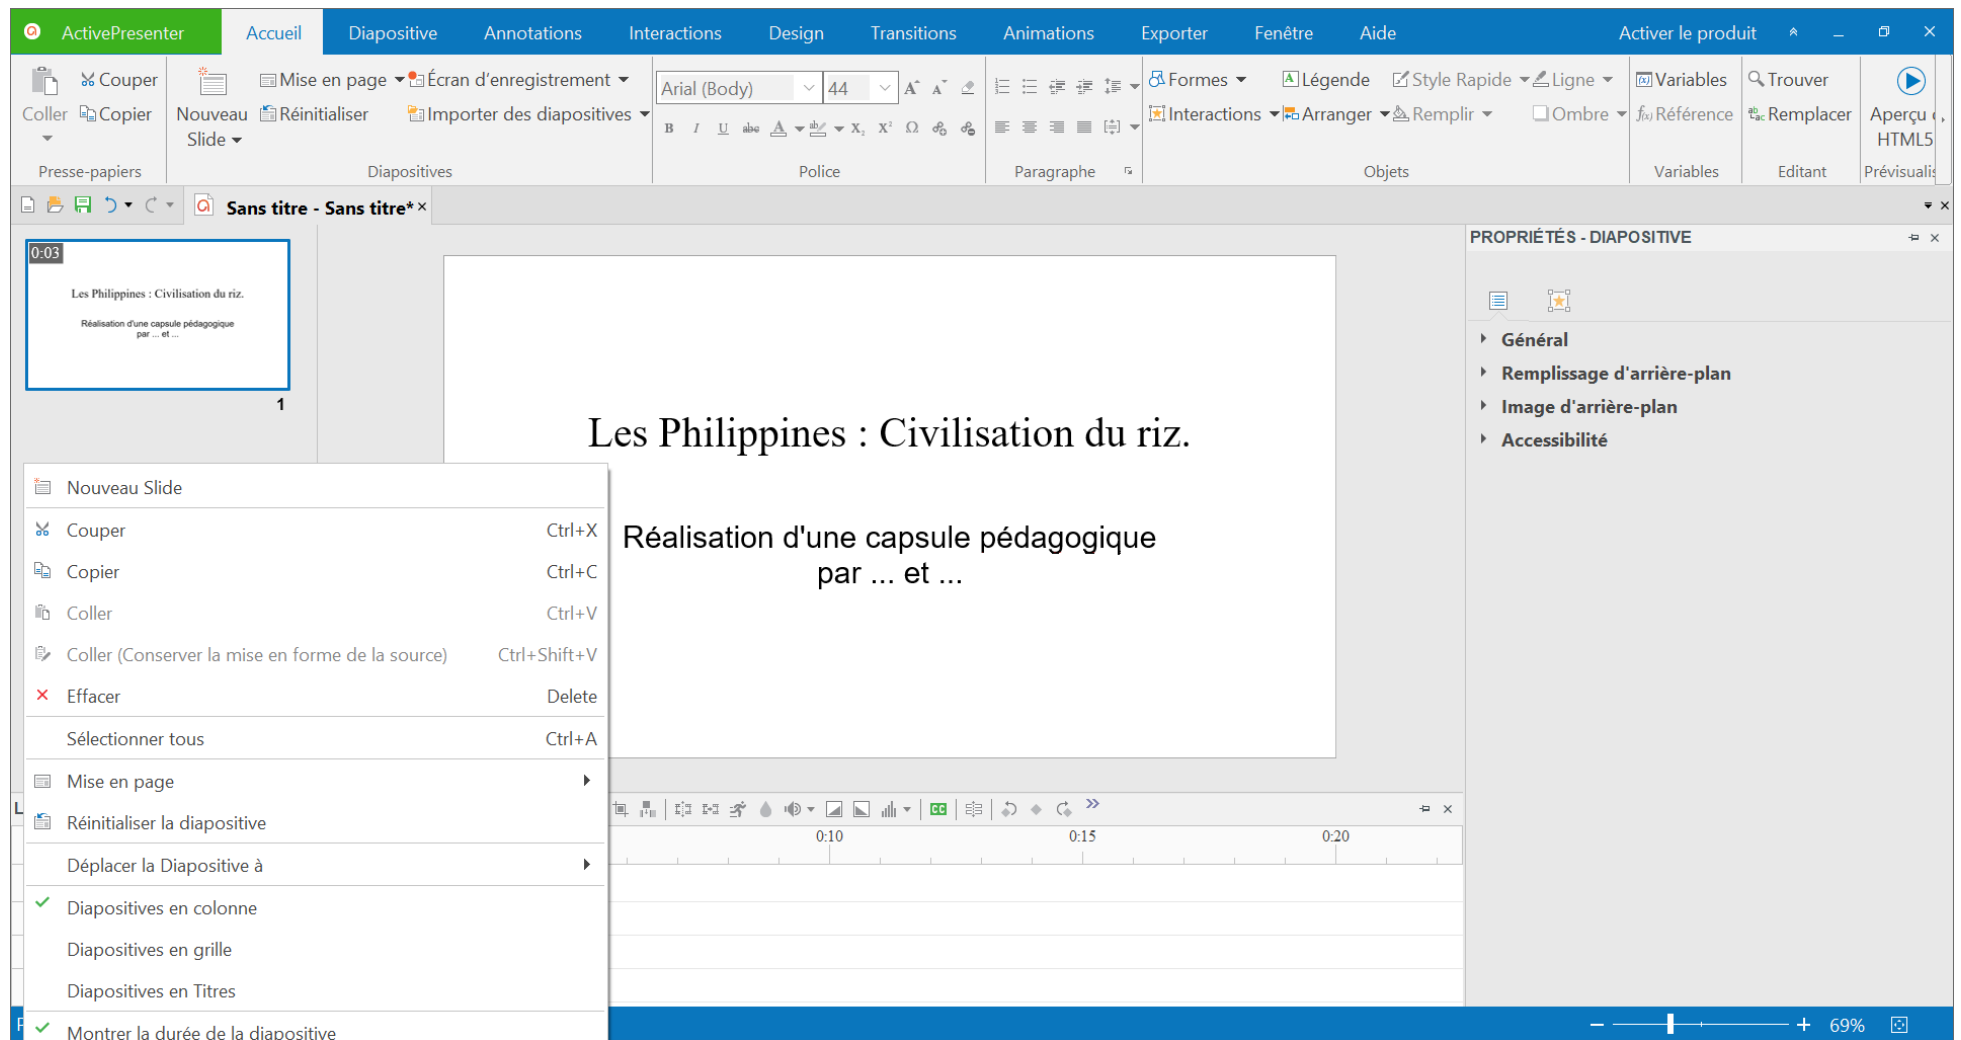 ActivePresenter Accueil Diapositive Annotations Interactions Design Transitions Animations Exporter Fenêtre Aide Activer le produit
Couper Mise en page Écran d'enregistrement Arial (Body) 44 Formes Légende Style Rapide Ligne Variables Trouver
Coller Copier Nouveau Réinitialiser Importer des diapositives Interactions Arranger Remplir Ombre Référence Remplacer Aperçu
Slide HTML5
Presse-papiers Diapositives Police Paragraphe Objets Variables Editant Prévisualis
Sans titre - Sans titre*
PROPRIÉTÉS - DIAPOSITIVE
0:03
Les Philippines : Civilisation du riz.
Réalisation d'une capsule pédagogique
par ... et ...
1
Général
Remplissage d'arrière-plan
Image d'arrière-plan
Accessibilité
Les Philippines : Civilisation du riz.
Réalisation d'une capsule pédagogique
par ... et ...
Nouveau Slide
Couper Ctrl+X
Copier Ctrl+C
Coller Ctrl+V
Coller (Conserver la mise en forme de la source) Ctrl+Shift+V
Effacer Delete
Sélectionner tous Ctrl+A
Mise en page
Réinitialiser la diapositive
Déplacer la Diapositive à
Diapositives en colonne
Diapositives en grille
Diapositives en Titres
Montrer la durée de la diapositive
CC
0:10 0:15 0:20
69%